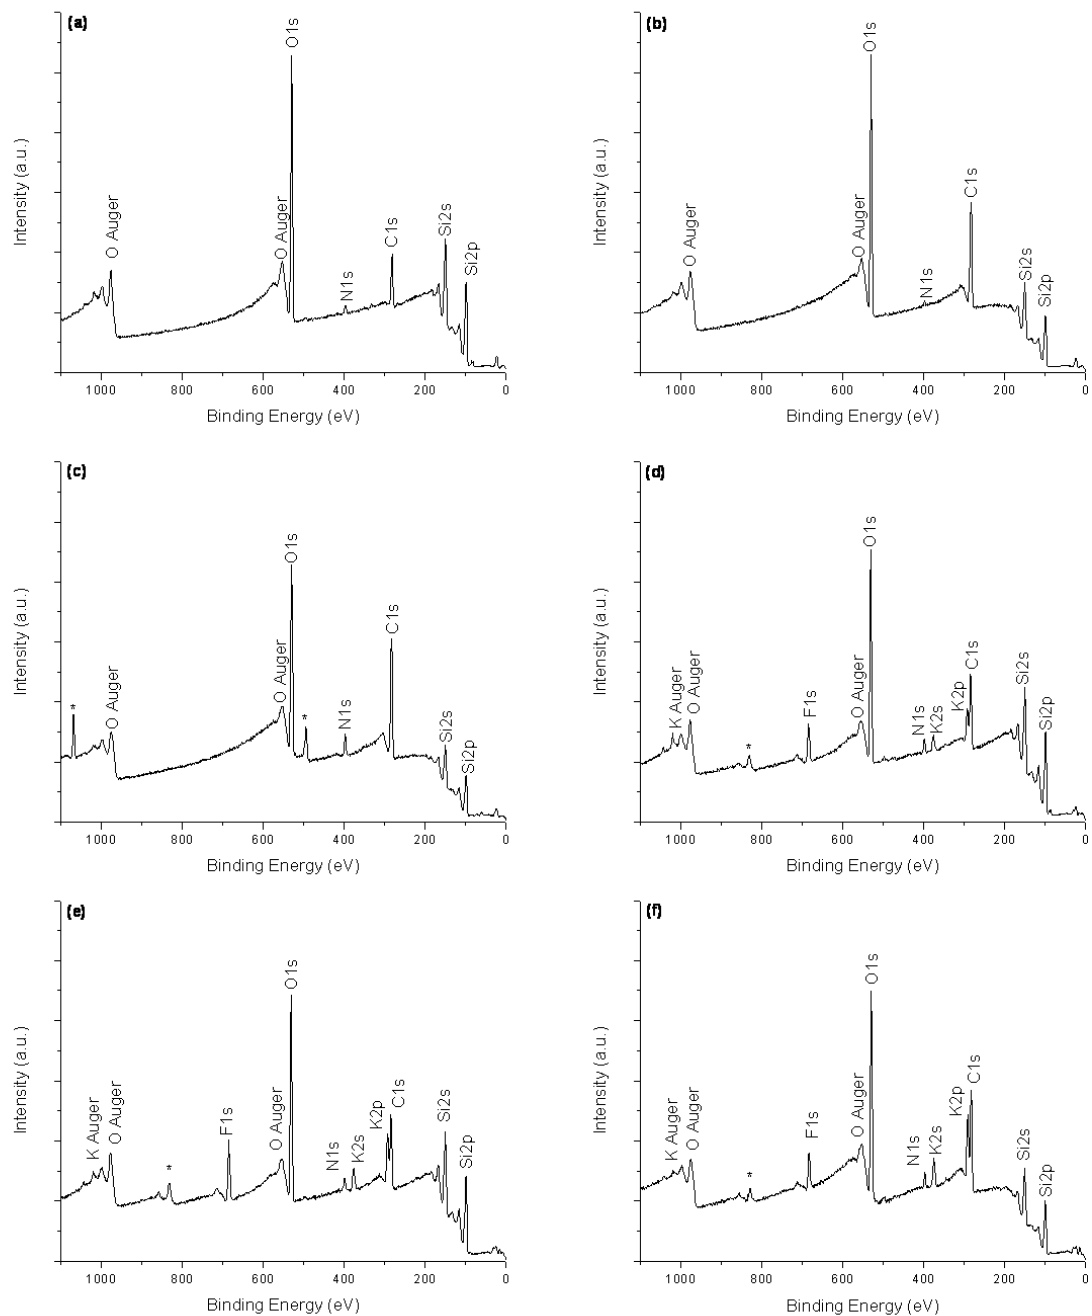 (a)
O1s
O Auger
O Auger
N1s
C1s
Si2s
Si2p
Intensity (a.u.)
1000 800 600 400 200 0
Binding Energy (eV)
(b)
O1s
O Auger
O Auger
N1s
C1s
Si2s
Si2p
Intensity (a.u.)
1000 800 600 400 200 0
Binding Energy (eV)
(c)
*
O Auger
O Auger
O1s
*
N1s
C1s
Si2s
Si2p
Intensity (a.u.)
1000 800 600 400 200 0
Binding Energy (eV)
(d)
K Auger
O Auger
*
F1s
O Auger
O1s
N1s
K2s
K2p
C1s
Si2s
Si2p
Intensity (a.u.)
1000 800 600 400 200 0
Binding Energy (eV)
(e)
K Auger
O Auger
*
F1s
O Auger
O1s
N1s
K2s
K2p
C1s
Si2s
Si2p
Intensity (a.u.)
1000 800 600 400 200 0
Binding Energy (eV)
(f)
K Auger
O Auger
*
F1s
O Auger
O1s
N1s
K2s
K2p
C1s
Si2s
Si2p
Intensity (a.u.)
1000 800 600 400 200 0
Binding Energy (eV)